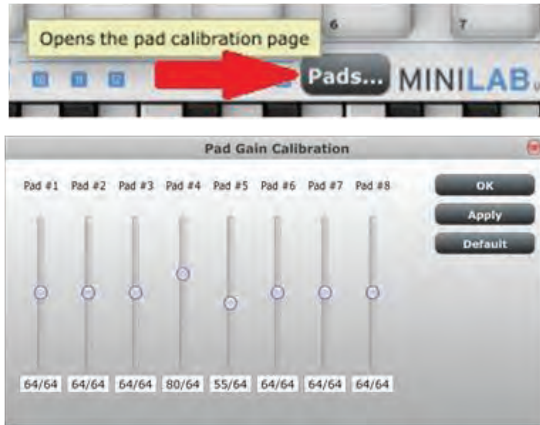 6 7
Opens the pad calibration page
10 11 12
Pads... MINILAB
Pad Gain Calibration
Pad #1 Pad #2 Pad #3 Pad #4 Pad #5 Pad #6 Pad #7 Pad #8
OK
Apply
Default
64/64 64/64 64/64 80/64 55/64 64/64 64/64 64/64